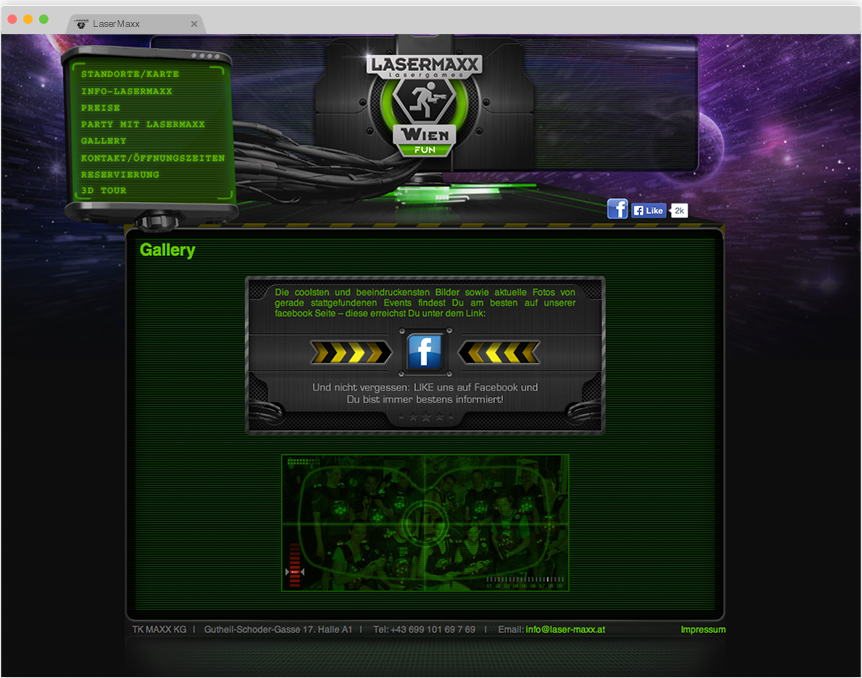 LaserMaxx
STANDORTE/KARTE
INFO-LASERMAXX
PREISE
PARTY MIT LASERMAXX
GALLERY
KONTAKT/ÖFFNUNGSZEITEN
RESERVIERUNG
3D TOUR
LASERMAXX
lasergames
WIEN
FUN
f
f Like
2k
Gallery
Die coolsten und beeindruckensten Bilder sowie aktuelle Fotos von
gerade stattgefundenen Events findest Du am besten auf unserer
facebook Seite – diese erreichst Du unter dem Link:
f
Und nicht vergessen: LIKE uns auf Facebook und
Du bist immer bestens informiert!
TK MAXX KG I Gutheil-Schoder-Gasse 17. Halle A1 I Tel: +43 699 101 69 7 69 I Email: info@laser-maxx.at Impressum